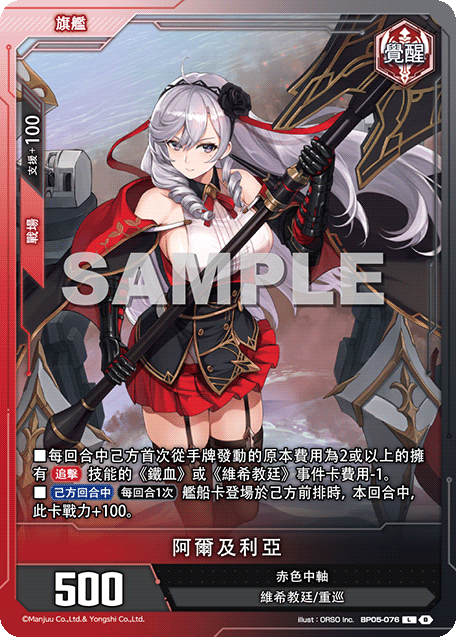 旗艦
覺醒
支援+100
戰場
SAMPLE
■每回合中己方首次從手牌發動的原本費用為2或以上的擁
有 追擊 技能的《鐵血》或《維希教廷》事件卡費用-1。
■ 己方回合中 每回合1次 艦船卡登場於己方前排時, 本回合中,
此卡戰力+100。
阿爾及利亞
500
赤色中軸
維希教廷/重巡
©Manjuu Co.,Ltd.& Yongshi Co.,Ltd.
illust : ORSO Inc. BP05-076 L R